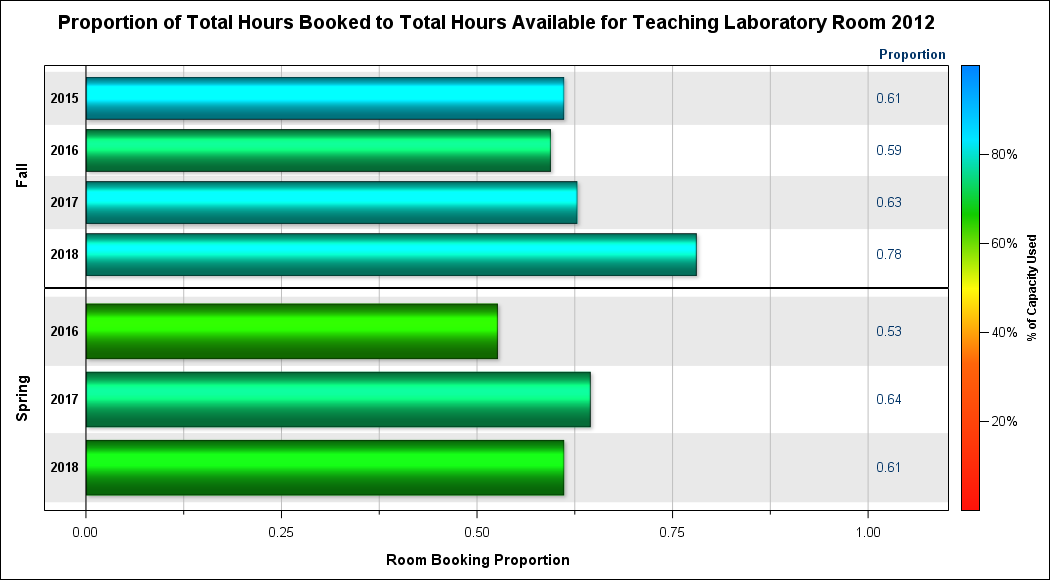 Proportion of Total Hours Booked to Total Hours Available for Teaching Laboratory Room 2012
Proportion
Fall
2015 0.61
2016 0.59
2017 0.63
2018 0.78
Spring
2016 0.53
2017 0.64
2018 0.61
0.00 0.25 0.50 0.75 1.00
Room Booking Proportion
80%
60%
40%
20%
% of Capacity Used